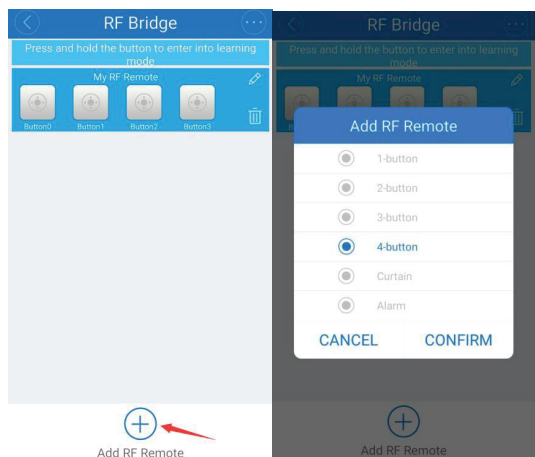 RF Bridge
Press and hold the button to enter into learning
mode
My RF Remote
Button0 Button1 Button2 Button3
Add RF Remote
RF Bridge
Press and hold the button to enter into learning
mode
My RF Remote
Add RF Remote
1-button
2-button
3-button
4-button
Curtain
Alarm
CANCEL CONFIRM
Add RF Remote